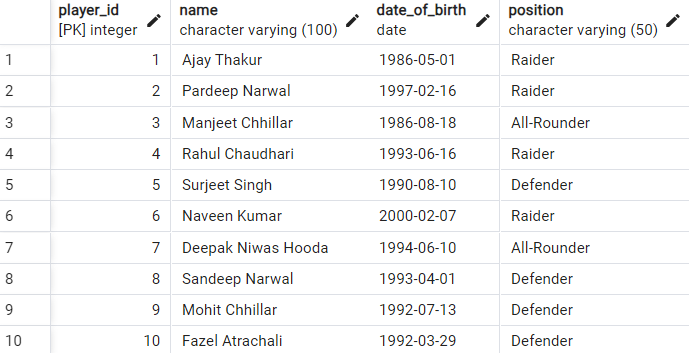 player_id name date_of_birth position
[PK] integer character varying (100) date character varying (50)
1 1 Ajay Thakur 1986-05-01 Raider
2 2 Pardeep Narwal 1997-02-16 Raider
3 3 Manjeet Chhillar 1986-08-18 All-Rounder
4 4 Rahul Chaudhari 1993-06-16 Raider
5 5 Surjeet Singh 1990-08-10 Defender
6 6 Naveen Kumar 2000-02-07 Raider
7 7 Deepak Niwas Hooda 1994-06-10 All-Rounder
8 8 Sandeep Narwal 1993-04-01 Defender
9 9 Mohit Chhillar 1992-07-13 Defender
10 10 Fazel Atrachali 1992-03-29 Defender